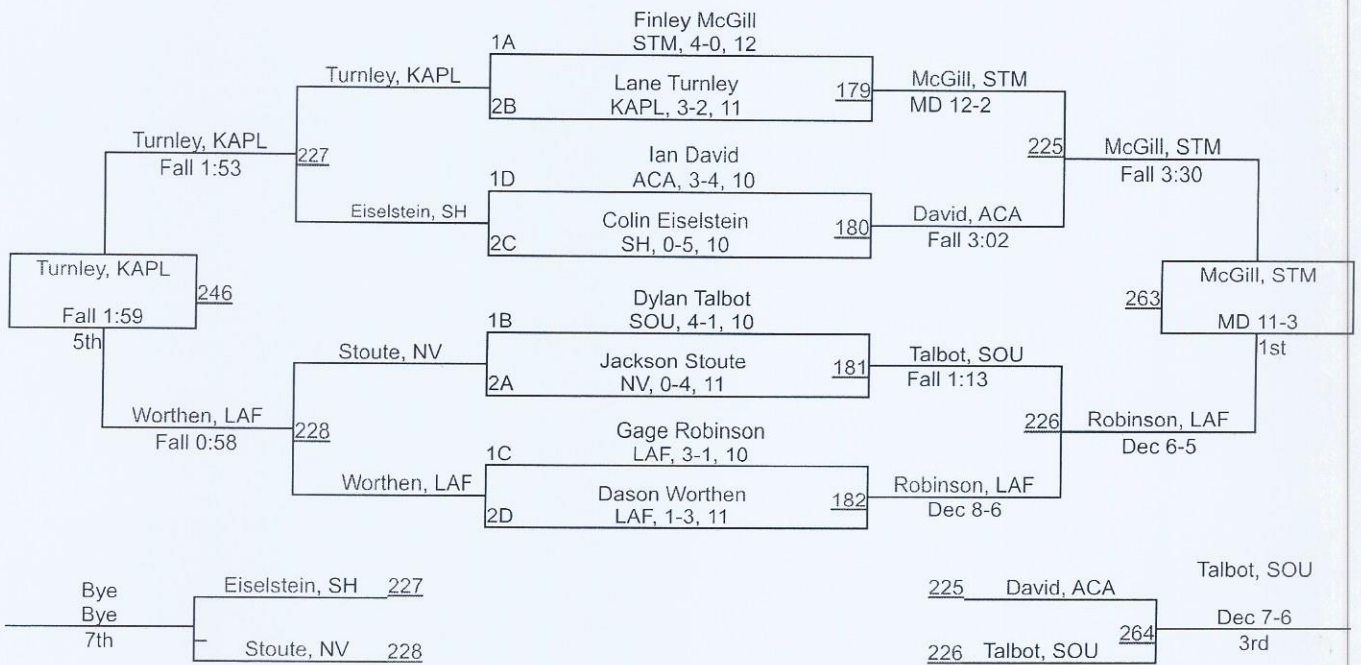 Finley McGill
1A STM, 4-0, 12
Turnley, KAPL
Lane Turnley
179
McGill, STM
2B KAPL, 3-2, 11
MD 12-2
Turnley, KAPL
227
Fall 1:53
Ian David
225
McGill, STM
1D ACA, 3-4, 10
Fall 3:30
Eiselstein, SH
Colin Eiselstein
180
David, ACA
2C SH, 0-5, 10
Fall 3:02
Turnley, KAPL
246
Fall 1:59
5th
McGill, STM
263
MD 11-3
1st
Dylan Talbot
1B SOU, 4-1, 10
Stoute, NV
Jackson Stoute
181
Talbot, SOU
2A NV, 0-4, 11
Fall 1:13
Worthen, LAF
228
Fall 0:58
Gage Robinson
226
Robinson, LAF
1C LAF, 3-1, 10
Dec 6-5
Worthen, LAF
Dason Worthen
182
Robinson, LAF
2D LAF, 1-3, 11
Dec 8-6
Bye
Bye
7th
Eiselstein, SH 227
Stoute, NV 228
225 David, ACA
226 Talbot, SOU
264
Talbot, SOU
Dec 7-6
3rd